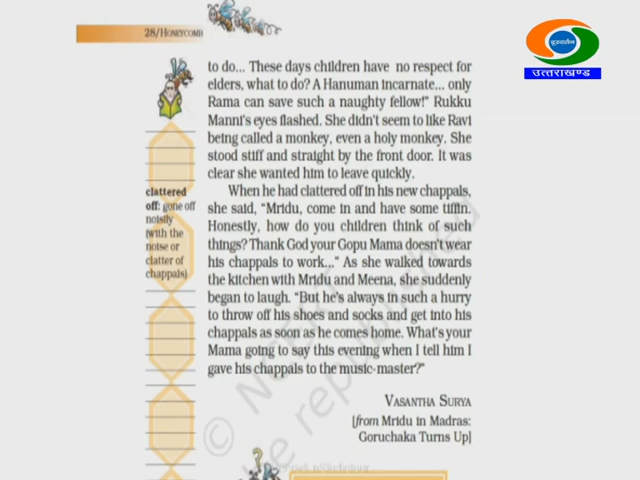 28/HONEYCOMB
दूरदर्शन
उत्तराखण्ड
to do... These days children have no respect for
elders, what to do? A Hanuman incarnate... only
Rama can save such a naughty fellow!" Rukku
Manni's eyes flashed. She didn't seem to like Ravi
being called a monkey, even a holy monkey. She
stood stiff and straight by the front door. It was
clear she wanted him to leave quickly.
When he had clattered off in his new chappals,
she said, "Mridu, come in and have some tiffin.
Honestly, how do you children think of such
things? Thank God your Gopu Mama doesn't wear
his chappals to work..." As she walked towards
the kitchen with Mridu and Meena, she suddenly
began to laugh. "But he's always in such a hurry
to throw off his shoes and socks and get into his
chappals as soon as he comes home. What's your
Mama going to say this evening when I tell him I
gave his chappals to the music-master?"
clattered
off: gone off
noisily
(with the
noise or
clatter of
chappals)
VASANTHA SURYA
[from Mridu in Madras:
Goruchaka Turns Up]
© NCERT
be republished